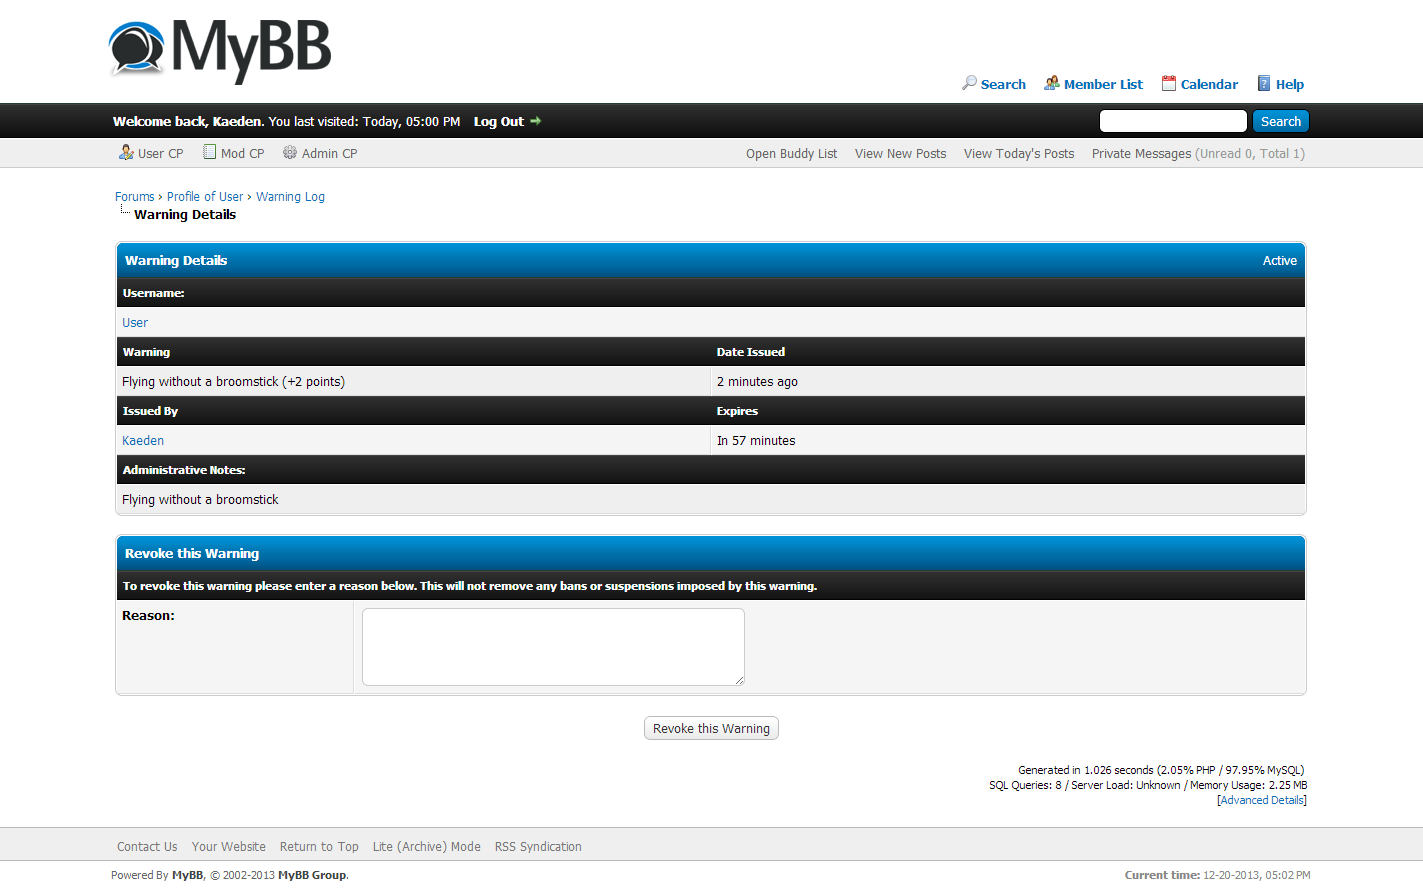 MyBB
Search Member List Calendar Help
Welcome back, Kaeden. You last visited: Today, 05:00 PM Log Out Search
User CP Mod CP Admin CP Open Buddy List View New Posts View Today's Posts Private Messages (Unread 0, Total 1)
Forums › Profile of User › Warning Log
Warning Details
Warning Details Active
Username:
User
Warning Date Issued
Flying without a broomstick (+2 points) 2 minutes ago
Issued By Expires
Kaeden In 57 minutes
Administrative Notes:
Flying without a broomstick
Revoke this Warning
To revoke this warning please enter a reason below. This will not remove any bans or suspensions imposed by this warning.
Reason:
Revoke this Warning
Generated in 1.026 seconds (2.05% PHP / 97.95% MySQL)
SQL Queries: 8 / Server Load: Unknown / Memory Usage: 2.25 MB
[Advanced Details]
Contact Us Your Website Return to Top Lite (Archive) Mode RSS Syndication
Powered By MyBB, © 2002-2013 MyBB Group. Current time: 12-20-2013, 05:02 PM